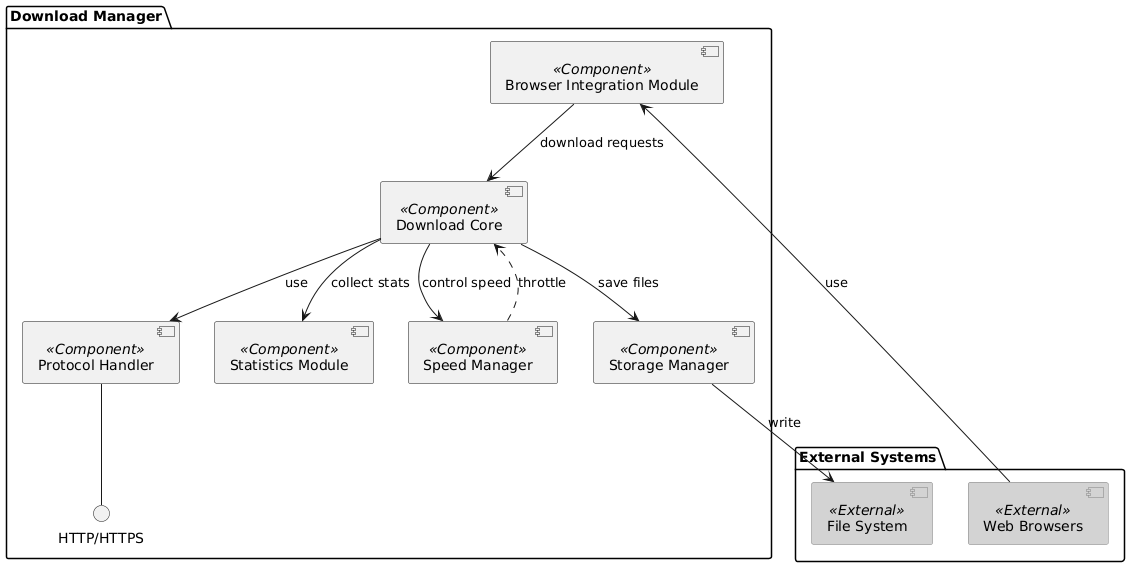 Download Manager
«Component»
Browser Integration Module
download requests
«Component»
Download Core
use
collect stats
control speed
throttle
save files
use
«Component»
Protocol Handler
«Component»
Statistics Module
«Component»
Speed Manager
«Component»
Storage Manager
write
External Systems
«External»
File System
«External»
Web Browsers
HTTP/HTTPS